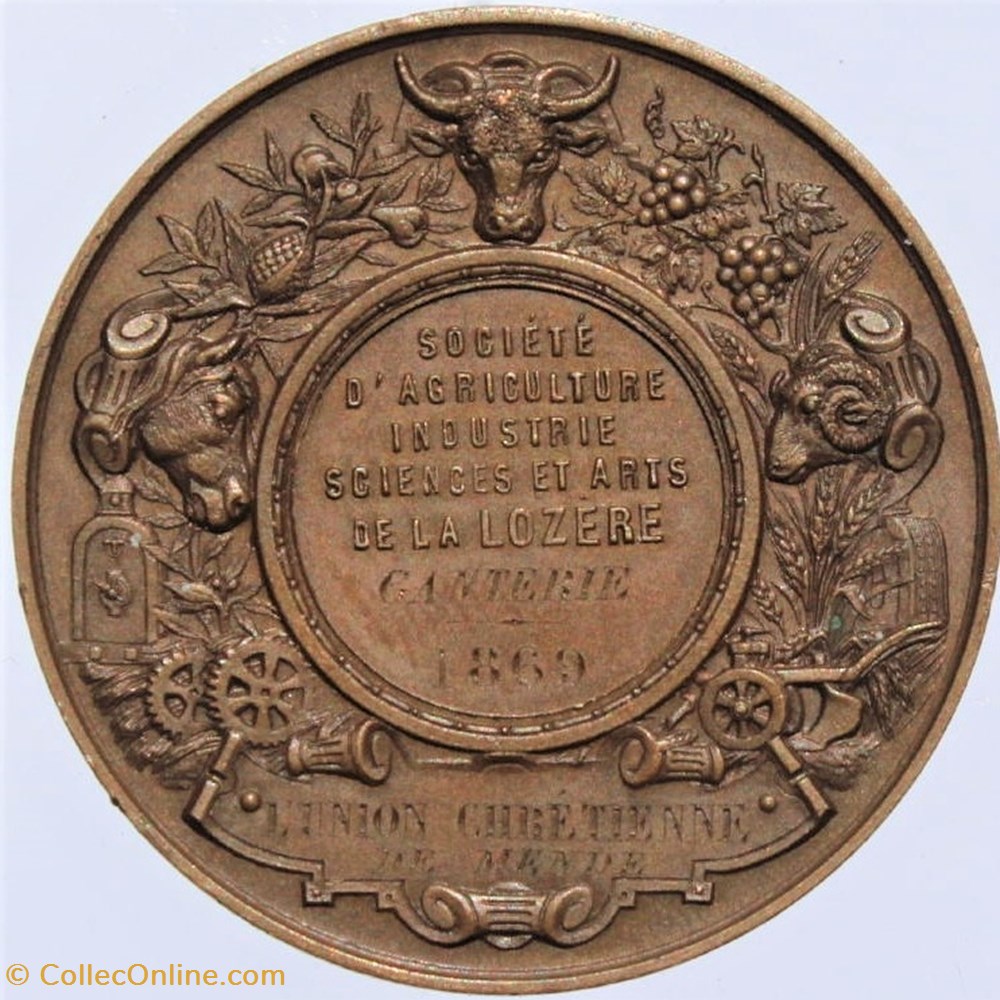 SOCIÉTÉ
D'AGRICULTURE
INDUSTRIE
SCIENCES ET ARTS
DE LA LOZÈRE
GANTERIE
1869
L'UNION CHRÉTIENNE
DE MENDE
© CollecOnline.com